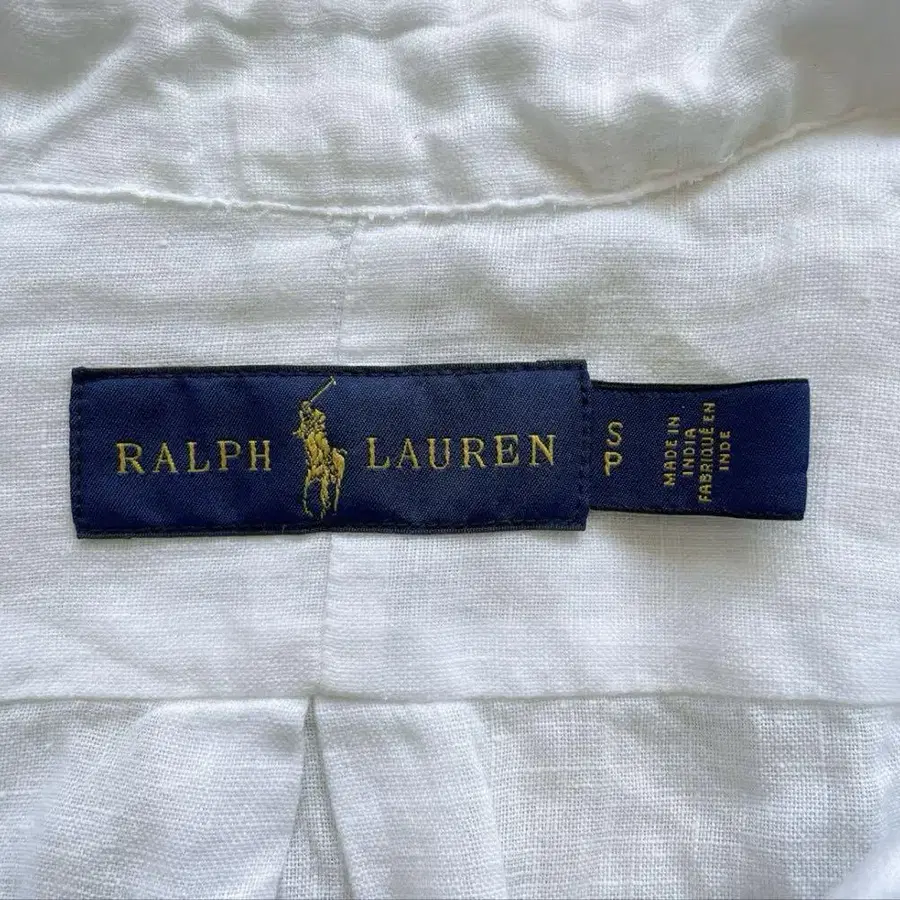 RALPH LAUREN
S
P
MADE IN
INDIA
FABRIQUÉ EN
INDE